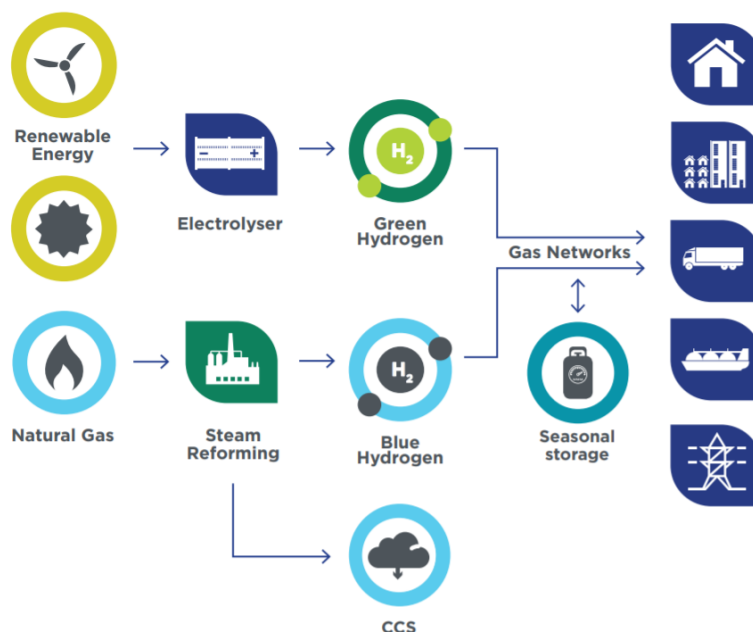 Renewable
Energy
Electrolyser
H2
Green
Hydrogen
Gas Networks
Natural Gas
Steam
Reforming
H2
Blue
Hydrogen
Seasonal
storage
CCS